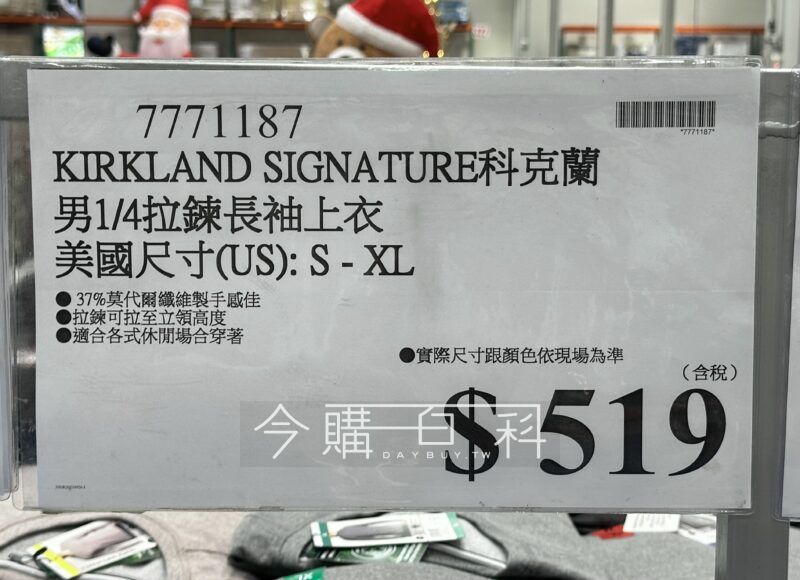 7771187
*7771187*
KIRKLAND SIGNATURE科克蘭
男1/4拉鍊長袖上衣
美國尺寸(US): S - XL
● 37%莫代爾纖維製手感佳
●拉鍊可拉至立領高度
●適合各式休閒場合穿著
●實際尺寸跟顏色依現場為準
(含稅)
$ 519
今購百科
DAYBUY.TW